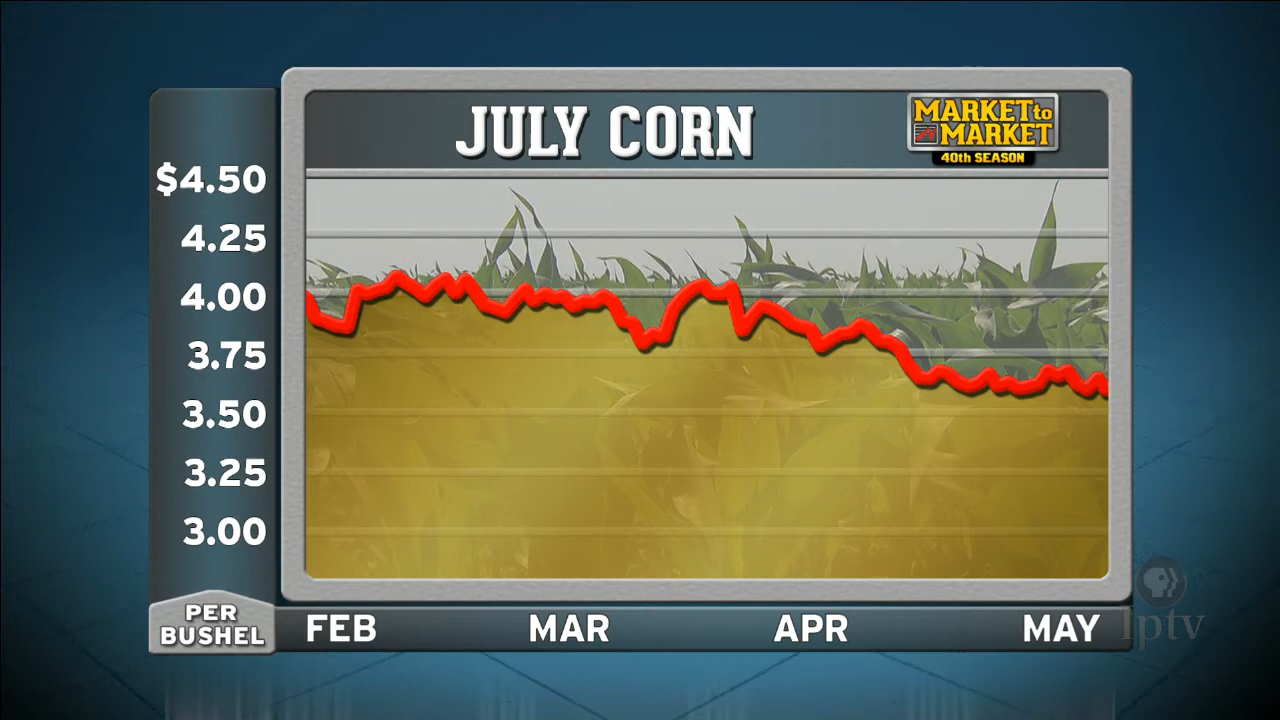 JULY CORN
MARKET to
MARKET
40th SEASON
$4.50
4.25
4.00
3.75
3.50
3.25
3.00
PER
BUSHEL
FEB MAR APR MAY
iptv